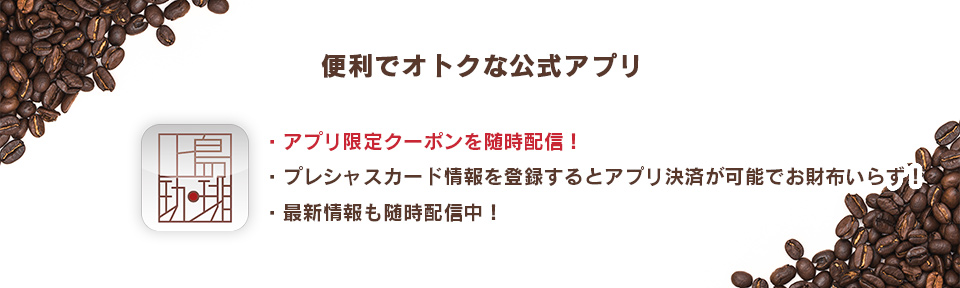 便利でオトクな公式アプリ
・アプリ限定クーポンを随時配信！
上島
珈琲
・プレシャスカード情報を登録するとアプリ決済が可能でお財布いらず！
・最新情報も随時配信中！